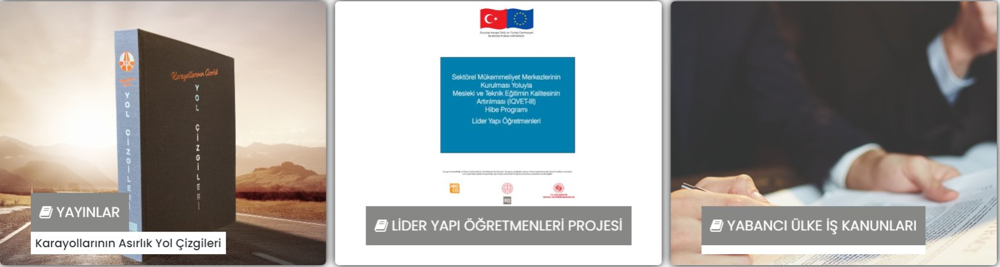 KGM
YOL ÇİZGİLERİ
Karayollarının Asırlık
YOL ÇİZGİLERİ
YAYINLAR
Karayollarının Asırlık Yol Çizgileri
Bu proje Avrupa Birliği ve Türkiye Cumhuriyeti
tarafından finanse edilmektedir.
Sektörel Mükemmeliyet Merkezlerinin
Kurulması Yoluyla
Mesleki ve Teknik Eğitimin Kalitesinin
Artırılması (IQVET-III)
Hibe Programı
Lider Yapı Öğretmenleri
LİDER YAPI ÖĞRETMENLERİ PROJESİ
YABANCI ÜLKE İŞ KANUNLARI